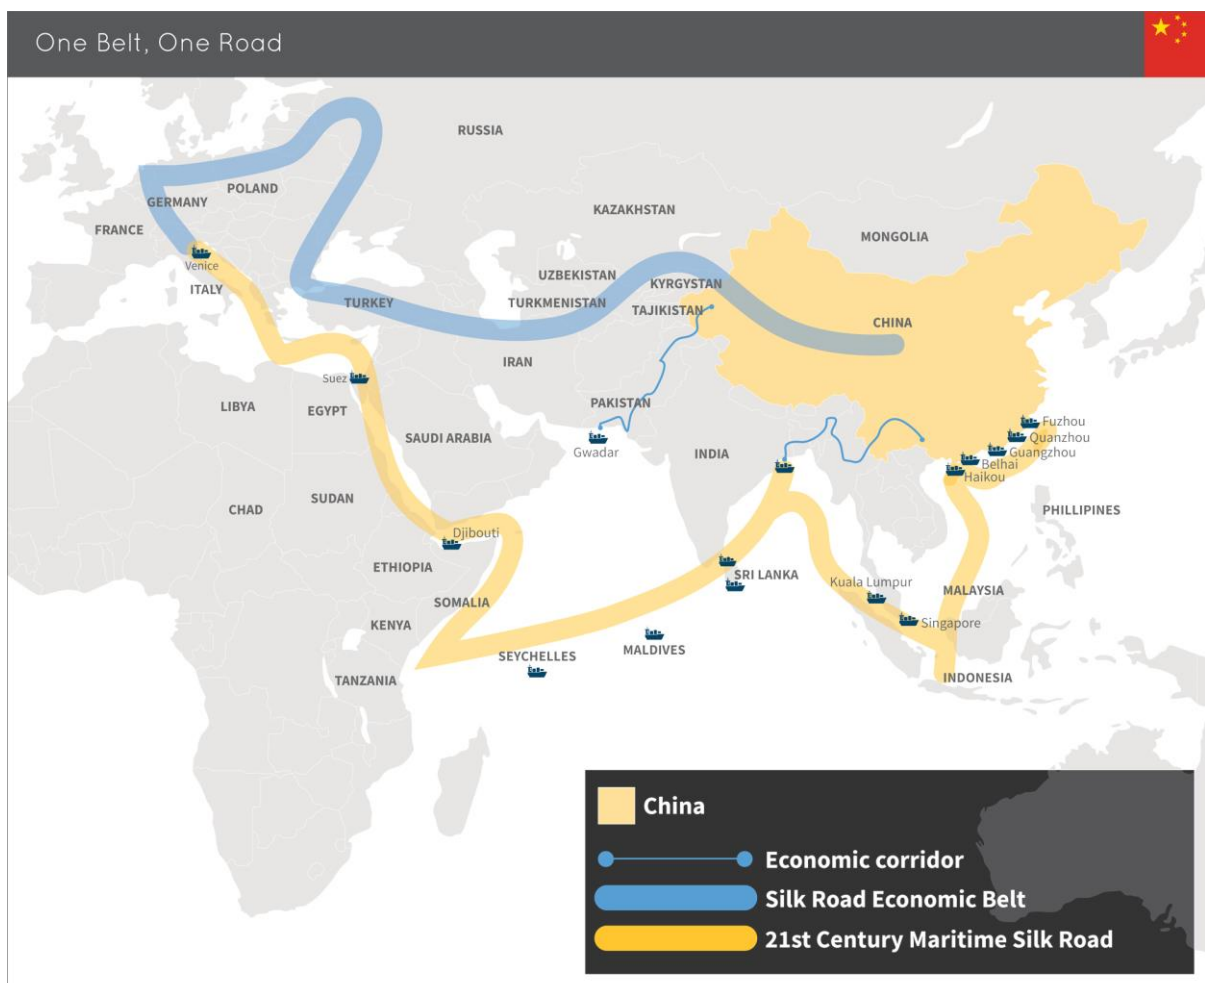 One Belt, One Road
RUSSIA
POLAND
GERMANY
KAZAKHSTAN
FRANCE
MONGOLIA
Venice
UZBEKISTAN
KYRGYSTAN
ITALY
TURKEY
TURKMENISTAN
TAJIKISTAN
CHINA
IRAN
Suez
LIBYA
EGYPT
PAKISTAN
SAUDI ARABIA
Gwadar
INDIA
Fuzhou
Quanzhou
Guangzhou
Belhai
Haikou
SUDAN
CHAD
PHILLIPINES
Djibouti
ETHIOPIA
SRI LANKA
Kuala Lumpur
MALAYSIA
SOMALIA
KENYA
Singapore
SEYCHELLES
MALDIVES
TANZANIA
INDONESIA
China
Economic corridor
Silk Road Economic Belt
21st Century Maritime Silk Road